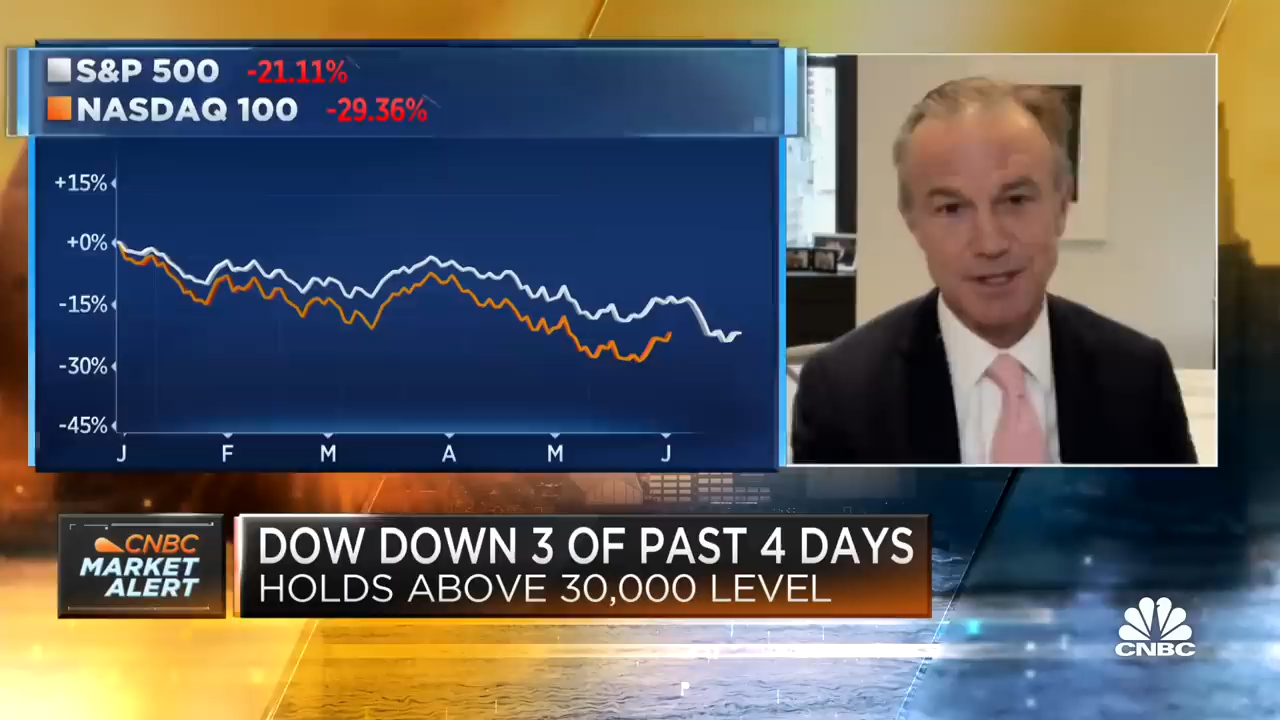 S&P 500 -21.11%
NASDAQ 100 -29.36%
+15%
+0%
-15%
-30%
-45%
J F M A M J
CNBC
MARKET
ALERT
DOW DOWN 3 OF PAST 4 DAYS
HOLDS ABOVE 30,000 LEVEL
CNBC